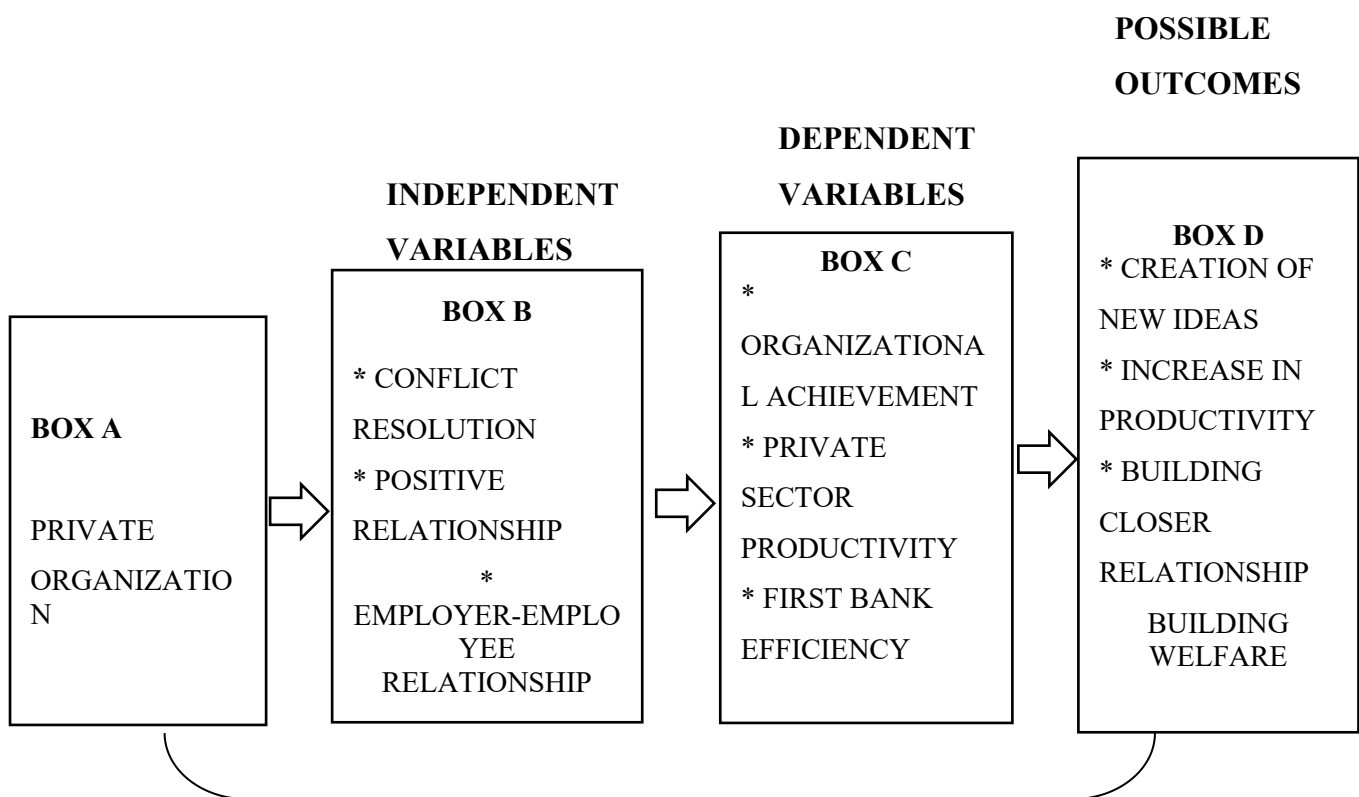 POSSIBLE
OUTCOMES
DEPENDENT
VARIABLES
INDEPENDENT
VARIABLES
BOX A
PRIVATE
ORGANIZATIO
N
BOX B
* CONFLICT
RESOLUTION
* POSITIVE
RELATIONSHIP
*
EMPLOYER-EMPLO
YEE
RELATIONSHIP
BOX C
*
ORGANIZATIONA
L ACHIEVEMENT
* PRIVATE
SECTOR
PRODUCTIVITY
* FIRST BANK
EFFICIENCY
BOX D
* CREATION OF
NEW IDEAS
* INCREASE IN
PRODUCTIVITY
* BUILDING
CLOSER
RELATIONSHIP
BUILDING
WELFARE